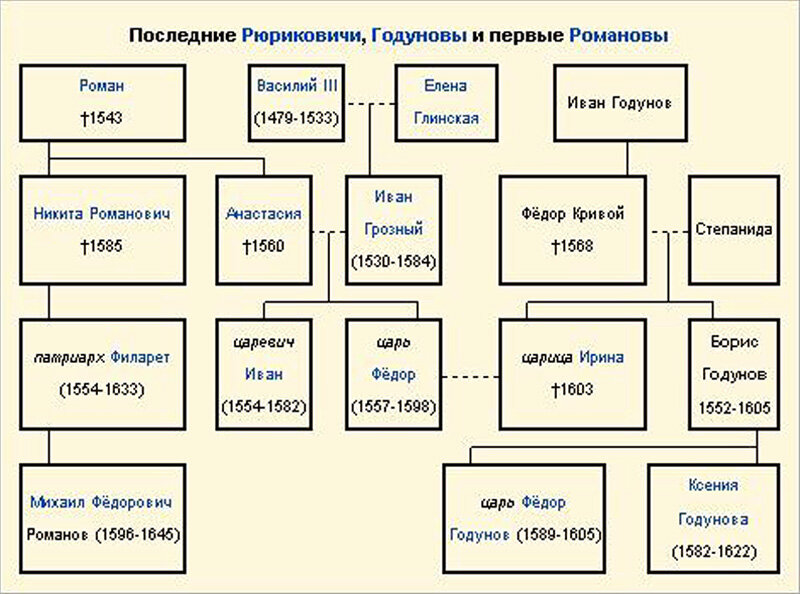 Последние Рюриковичи, Годуновы и первые Романовы
Роман
†1543
Василий III
(1479-1533)
Елена
Глинская
Иван Годунов
Никита Романович
†1585
Анастасия
†1560
Иван
Грозный
(1530-1584)
Фёдор Кривой
†1568
Степанида
патриарх Филарет
(1554-1633)
царевич
Иван
(1554-1582)
царь
Фёдор
(1557-1598)
царица Ирина
†1603
Борис
Годунов
1552-1605
Михаил Фёдорович
Романов (1596-1645)
царь Фёдор
Годунов (1589-1605)
Ксения
Годунова
(1582-1622)